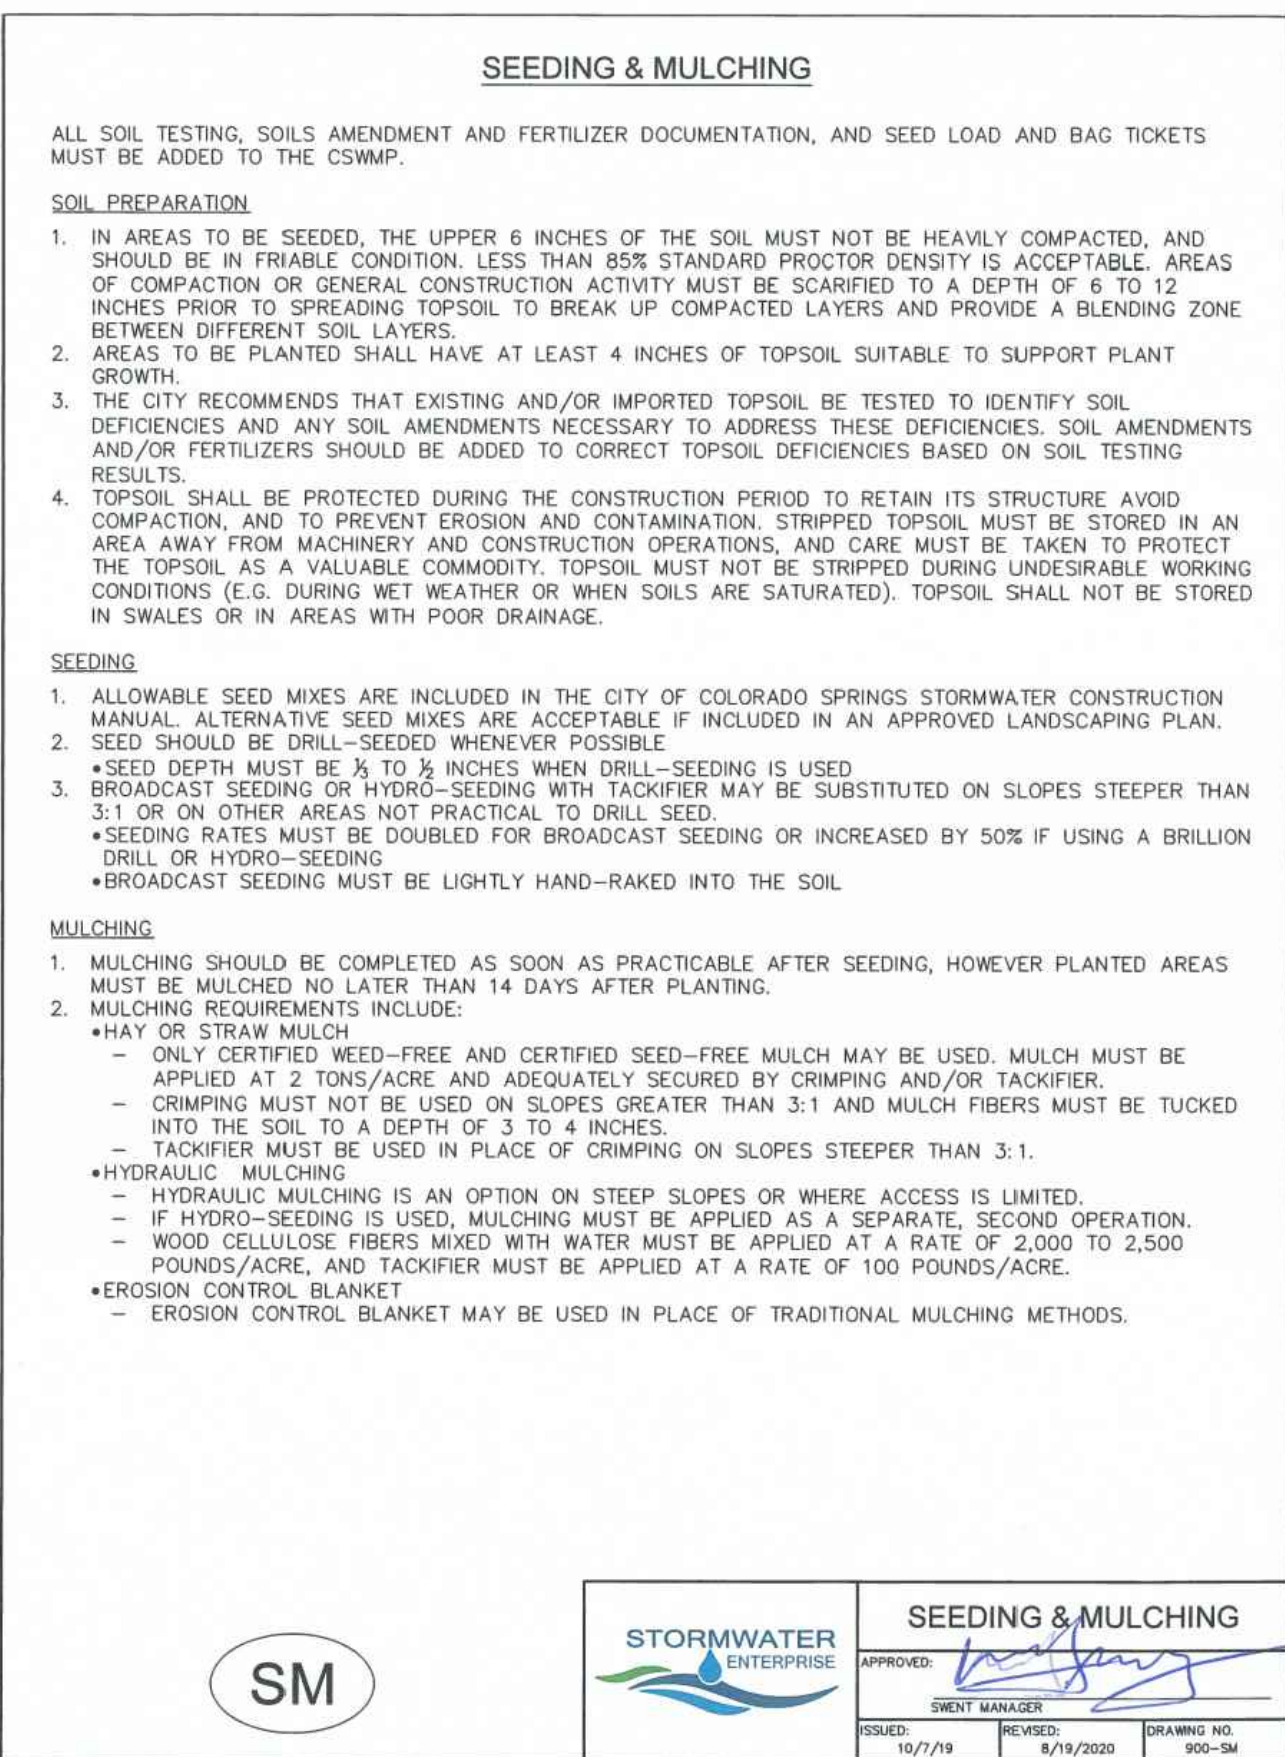 SEEDING & MULCHING
ALL SOIL TESTING, SOILS AMENDMENT AND FERTILIZER DOCUMENTATION, AND SEED LOAD AND BAG TICKETS
MUST BE ADDED TO THE CSWMP.
SOIL PREPARATION
1. IN AREAS TO BE SEEDED, THE UPPER 6 INCHES OF THE SOIL MUST NOT BE HEAVILY COMPACTED, AND
SHOULD BE IN FRIABLE CONDITION. LESS THAN 85% STANDARD PROCTOR DENSITY IS ACCEPTABLE. AREAS
OF COMPACTION OR GENERAL CONSTRUCTION ACTIVITY MUST BE SCARIFIED TO A DEPTH OF 6 TO 12
INCHES PRIOR TO SPREADING TOPSOIL TO BREAK UP COMPACTED LAYERS AND PROVIDE A BLENDING ZONE
BETWEEN DIFFERENT SOIL LAYERS.
2. AREAS TO BE PLANTED SHALL HAVE AT LEAST 4 INCHES OF TOPSOIL SUITABLE TO SUPPORT PLANT
GROWTH.
3. THE CITY RECOMMENDS THAT EXISTING AND/OR IMPORTED TOPSOIL BE TESTED TO IDENTIFY SOIL
DEFICIENCIES AND ANY SOIL AMENDMENTS NECESSARY TO ADDRESS THESE DEFICIENCIES. SOIL AMENDMENTS
AND/OR FERTILIZERS SHOULD BE ADDED TO CORRECT TOPSOIL DEFICIENCIES BASED ON SOIL TESTING
RESULTS.
4. TOPSOIL SHALL BE PROTECTED DURING THE CONSTRUCTION PERIOD TO RETAIN ITS STRUCTURE AVOID
COMPACTION, AND TO PREVENT EROSION AND CONTAMINATION. STRIPPED TOPSOIL MUST BE STORED IN AN
AREA AWAY FROM MACHINERY AND CONSTRUCTION OPERATIONS, AND CARE MUST BE TAKEN TO PROTECT
THE TOPSOIL AS A VALUABLE COMMODITY. TOPSOIL MUST NOT BE STRIPPED DURING UNDESIRABLE WORKING
CONDITIONS (E.G. DURING WET WEATHER OR WHEN SOILS ARE SATURATED). TOPSOIL SHALL NOT BE STORED
IN SWALES OR IN AREAS WITH POOR DRAINAGE.
SEEDING
1. ALLOWABLE SEED MIXES ARE INCLUDED IN THE CITY OF COLORADO SPRINGS STORMWATER CONSTRUCTION
MANUAL. ALTERNATIVE SEED MIXES ARE ACCEPTABLE IF INCLUDED IN AN APPROVED LANDSCAPING PLAN.
2. SEED SHOULD BE DRILL-SEEDED WHENEVER POSSIBLE
•SEED DEPTH MUST BE ⅓ TO ½ INCHES WHEN DRILL-SEEDING IS USED
3. BROADCAST SEEDING OR HYDRO-SEEDING WITH TACKIFIER MAY BE SUBSTITUTED ON SLOPES STEEPER THAN
3:1 OR ON OTHER AREAS NOT PRACTICAL TO DRILL SEED.
•SEEDING RATES MUST BE DOUBLED FOR BROADCAST SEEDING OR INCREASED BY 50% IF USING A BRILLION
DRILL OR HYDRO-SEEDING
•BROADCAST SEEDING MUST BE LIGHTLY HAND-RAKED INTO THE SOIL
MULCHING
1. MULCHING SHOULD BE COMPLETED AS SOON AS PRACTICABLE AFTER SEEDING, HOWEVER PLANTED AREAS
MUST BE MULCHED NO LATER THAN 14 DAYS AFTER PLANTING.
2. MULCHING REQUIREMENTS INCLUDE:
•HAY OR STRAW MULCH
– ONLY CERTIFIED WEED-FREE AND CERTIFIED SEED-FREE MULCH MAY BE USED. MULCH MUST BE
APPLIED AT 2 TONS/ACRE AND ADEQUATELY SECURED BY CRIMPING AND/OR TACKIFIER.
– CRIMPING MUST NOT BE USED ON SLOPES GREATER THAN 3:1 AND MULCH FIBERS MUST BE TUCKED
INTO THE SOIL TO A DEPTH OF 3 TO 4 INCHES.
– TACKIFIER MUST BE USED IN PLACE OF CRIMPING ON SLOPES STEEPER THAN 3:1.
•HYDRAULIC MULCHING
– HYDRAULIC MULCHING IS AN OPTION ON STEEP SLOPES OR WHERE ACCESS IS LIMITED.
– IF HYDRO-SEEDING IS USED, MULCHING MUST BE APPLIED AS A SEPARATE, SECOND OPERATION.
– WOOD CELLULOSE FIBERS MIXED WITH WATER MUST BE APPLIED AT A RATE OF 2,000 TO 2,500
POUNDS/ACRE, AND TACKIFIER MUST BE APPLIED AT A RATE OF 100 POUNDS/ACRE.
•EROSION CONTROL BLANKET
– EROSION CONTROL BLANKET MAY BE USED IN PLACE OF TRADITIONAL MULCHING METHODS.
SM
STORMWATER
ENTERPRISE
SEEDING & MULCHING
APPROVED:
SWENT MANAGER
ISSUED:
10/7/19
REVISED:
8/19/2020
DRAWING NO.
900-SM